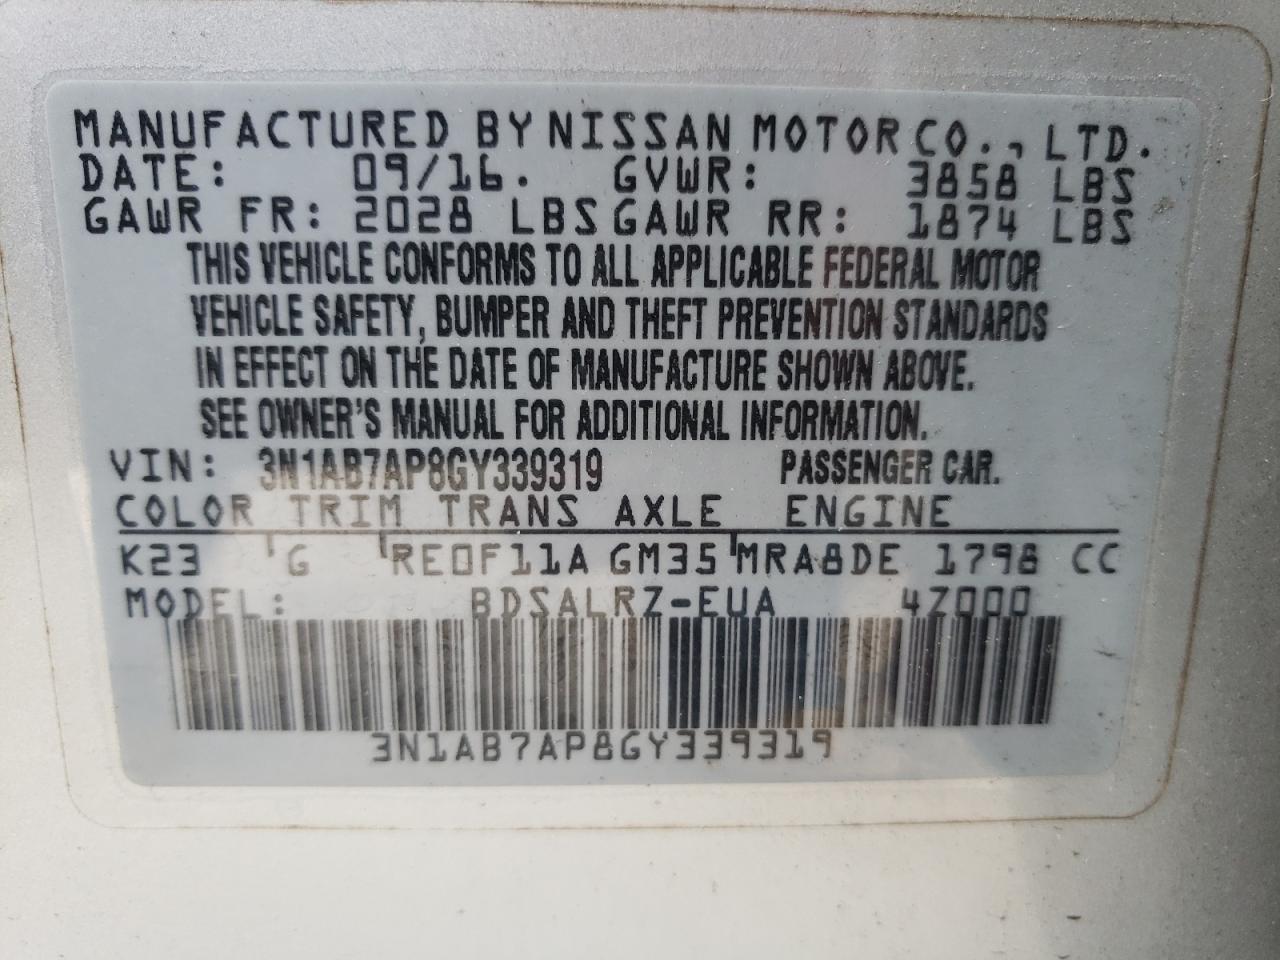 MANUFACTURED BY NISSAN MOTOR CO., LTD.
DATE: 09/16. GVWR: 3858 LBS
GAWR FR: 2028 LBS GAWR RR: 1874 LBS
THIS VEHICLE CONFORMS TO ALL APPLICABLE FEDERAL MOTOR
VEHICLE SAFETY, BUMPER AND THEFT PREVENTION STANDARDS
IN EFFECT ON THE DATE OF MANUFACTURE SHOWN ABOVE.
SEE OWNER'S MANUAL FOR ADDITIONAL INFORMATION.
VIN: 3N1AB7AP8GY339319 PASSENGER CAR.
COLOR TRIM TRANS AXLE ENGINE
K23 G RE0F11A GM35 MRA8DE 1798 CC
MODEL: BDSALRZ-EUA 4Z000
3N1AB7AP8GY339319